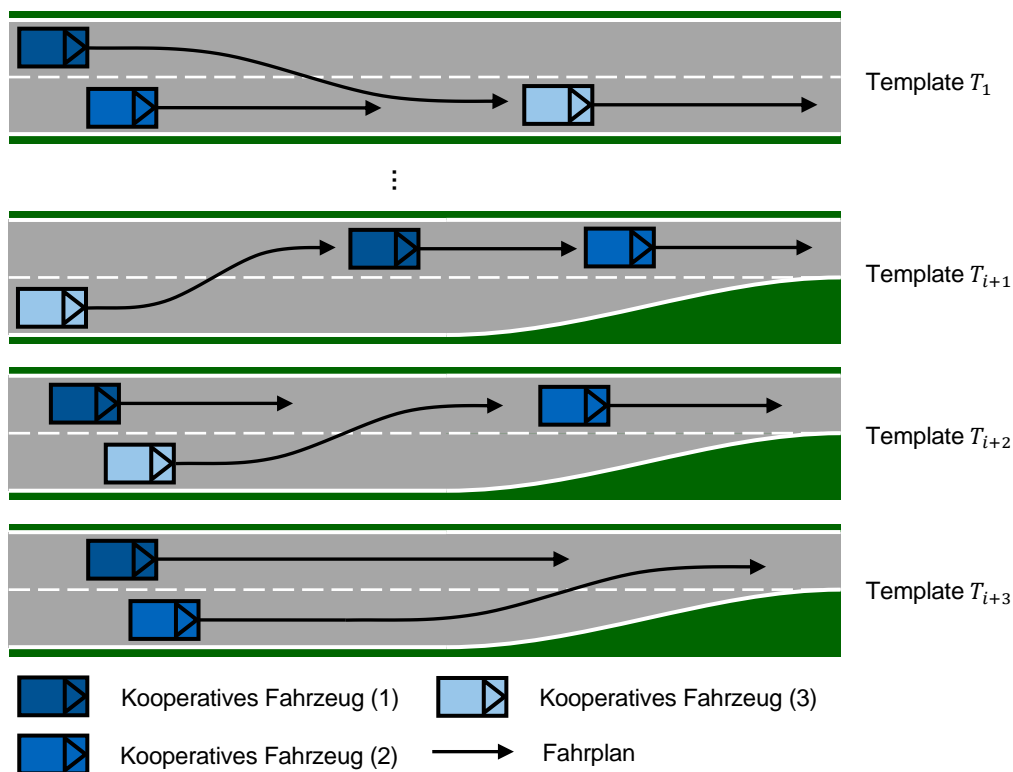 Template T₁
⋮
Template Tᵢ₊₁
Template Tᵢ₊₂
Template Tᵢ₊₃
Kooperatives Fahrzeug (1)
Kooperatives Fahrzeug (3)
Kooperatives Fahrzeug (2)
Fahrplan